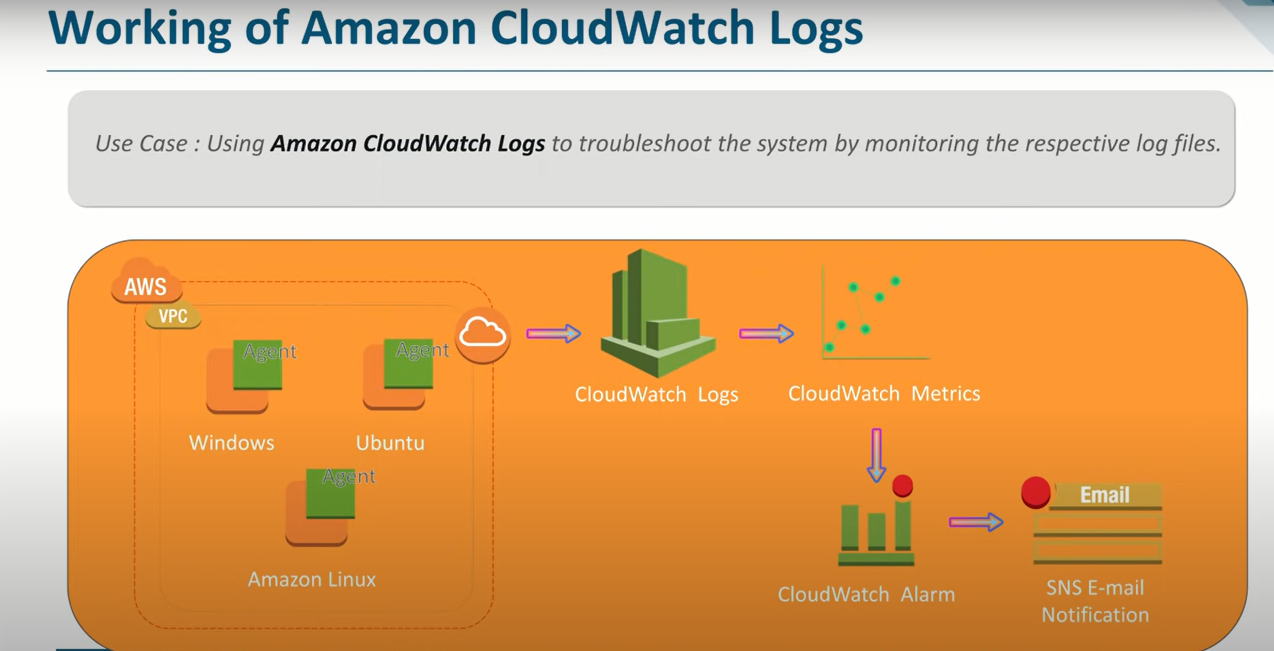 Working of Amazon CloudWatch Logs
Use Case : Using Amazon CloudWatch Logs to troubleshoot the system by monitoring the respective log files.
AWS
VPC
Agent
Agent
Windows
Ubuntu
Agent
Amazon Linux
CloudWatch Logs
CloudWatch Metrics
CloudWatch Alarm
Email
SNS E-mail
Notification